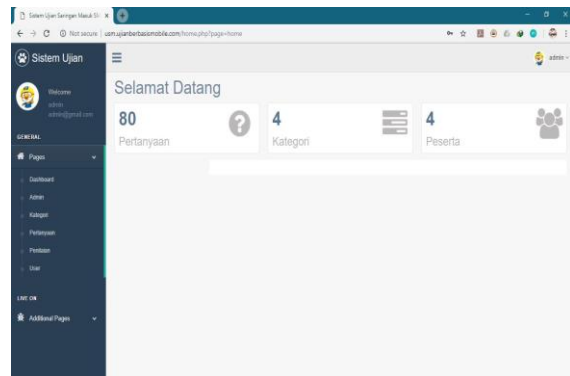 Sistem Ujian Saringan Masuk
Not secure | usm.ujianberbasismobile.com/home.php?page=home
Sistem Ujian
admin
Welcome
admin
admin@gmail.com
Selamat Datang
80
Pertanyaan
4
Kategori
4
Peserta
GENERAL
Pages
Dashboard
Admin
Kategori
Pertanyaan
Penilaian
User
LIVE ON
Additional Pages